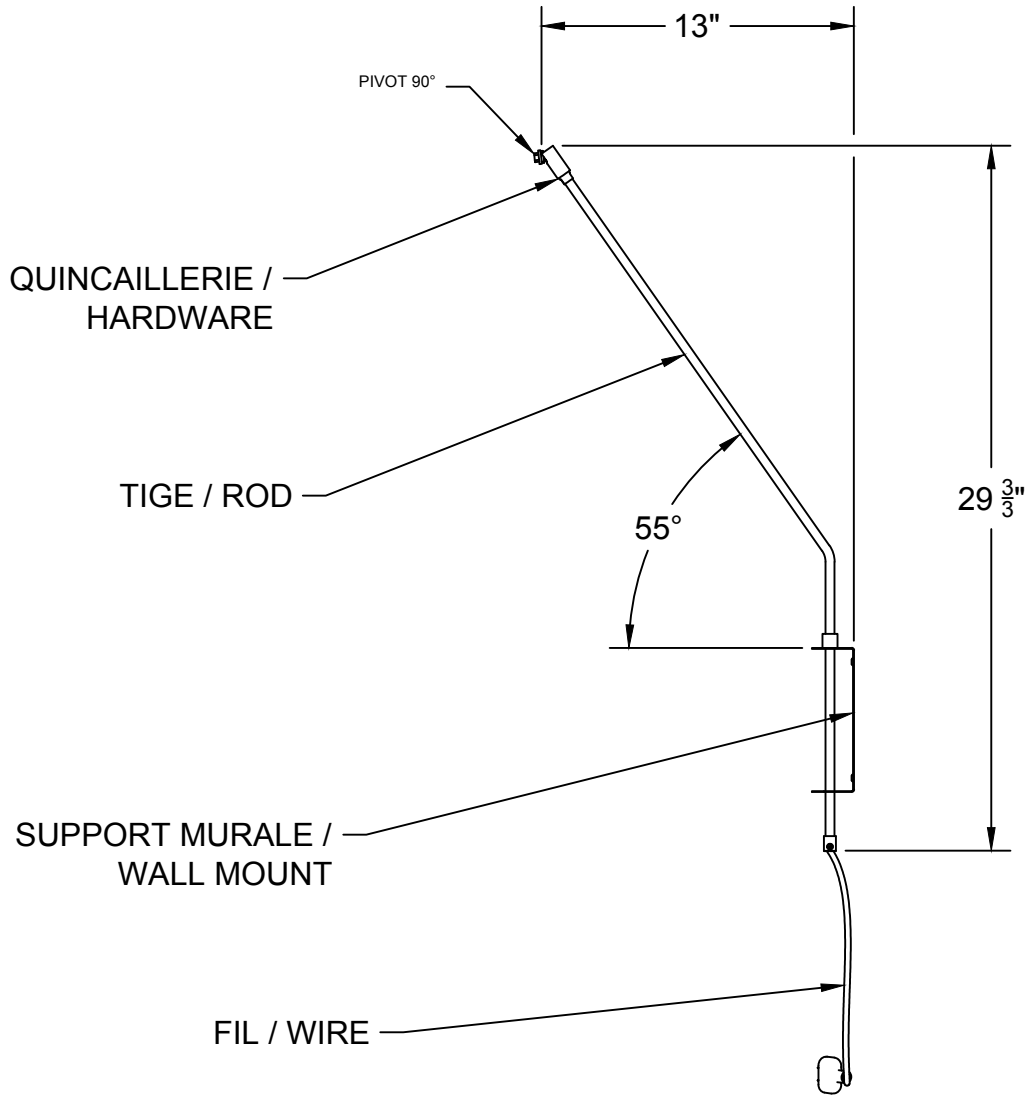 13"
PIVOT 90°
QUINCAILLERIE /
HARDWARE
TIGE / ROD
29 3/3"
55°
SUPPORT MURALE /
WALL MOUNT
FIL / WIRE